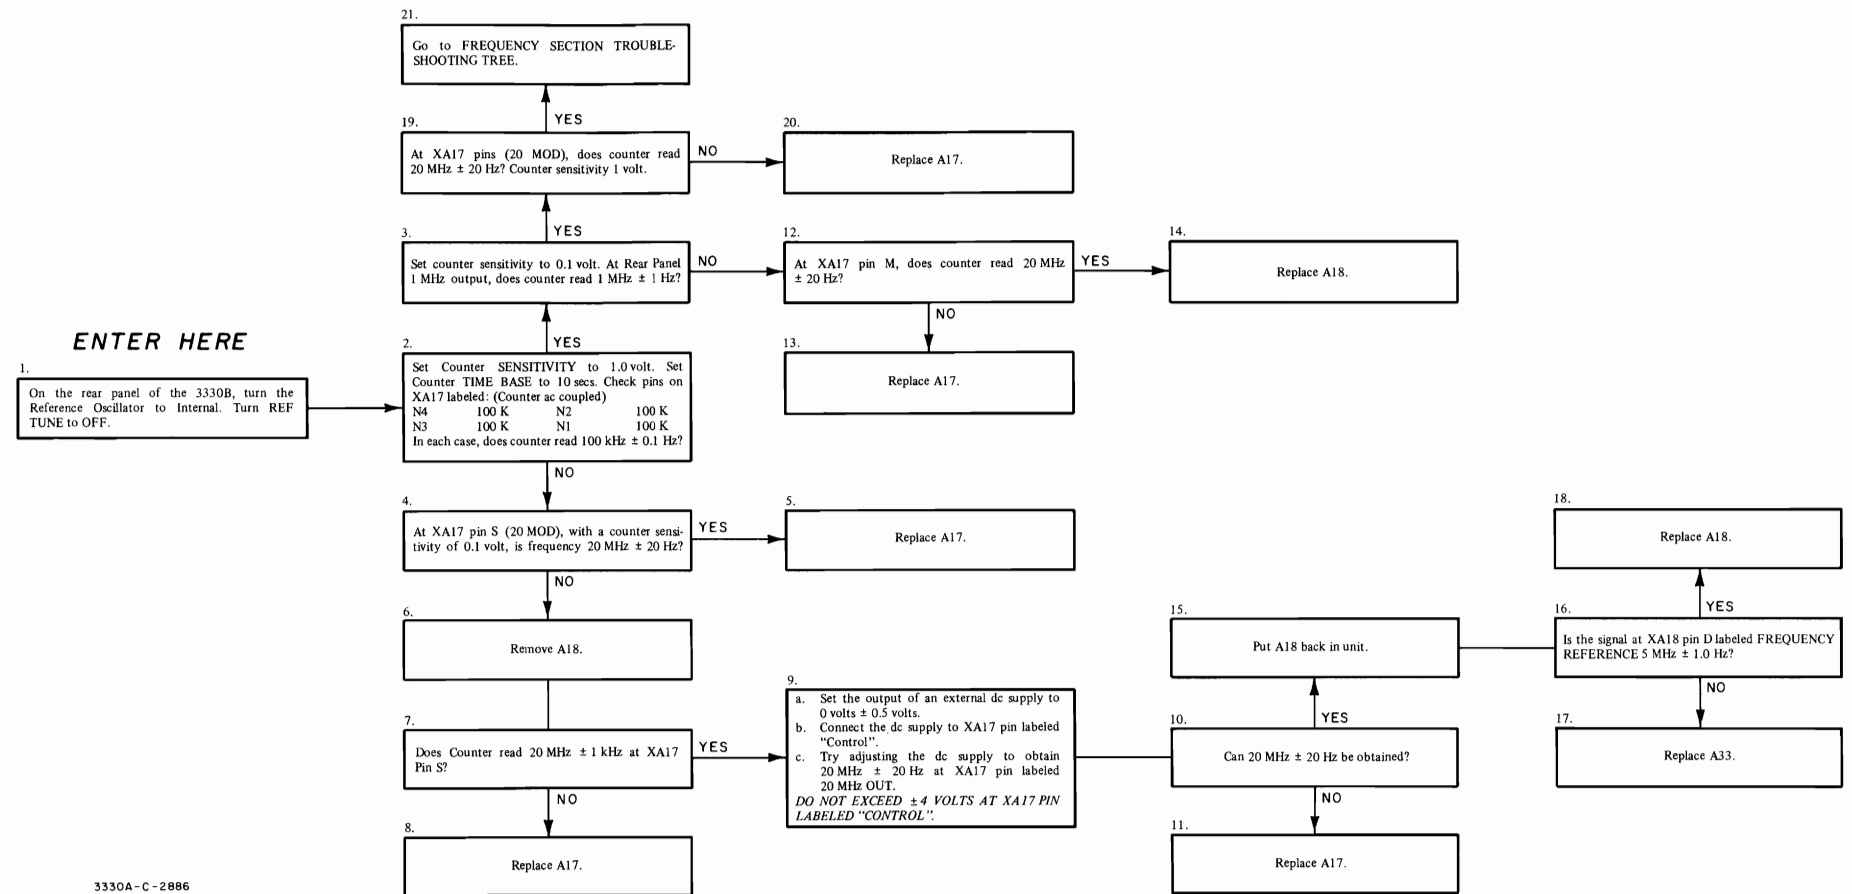 21.
Go to FREQUENCY SECTION TROUBLE-
SHOOTING TREE.
YES
19.
At XA17 pins (20 MOD), does counter read
20 MHz ± 20 Hz? Counter sensitivity 1 volt.
NO
20.
Replace A17.
YES
3.
Set counter sensitivity to 0.1 volt. At Rear Panel
1 MHz output, does counter read 1 MHz ± 1 Hz?
NO
12.
At XA17 pin M, does counter read 20 MHz
± 20 Hz?
YES
14.
Replace A18.
NO
13.
Replace A17.
YES
ENTER HERE
1.
On the rear panel of the 3330B, turn the
Reference Oscillator to Internal. Turn REF
TUNE to OFF.
2.
Set Counter SENSITIVITY to 1.0 volt. Set
Counter TIME BASE to 10 secs. Check pins on
XA17 labeled: (Counter ac coupled)
N4 100 K N2 100 K
N3 100 K N1 100 K
In each case, does counter read 100 kHz ± 0.1 Hz?
NO
4.
At XA17 pin S (20 MOD), with a counter sensi-
tivity of 0.1 volt, is frequency 20 MHz ± 20 Hz?
YES
5.
Replace A17.
NO
6.
Remove A18.
7.
Does Counter read 20 MHz ± 1 kHz at XA17
Pin S?
YES
NO
8.
Replace A17.
9.
a. Set the output of an external dc supply to
0 volts ± 0.5 volts.
b. Connect the dc supply to XA17 pin labeled
"Control".
c. Try adjusting the dc supply to obtain
20 MHz ± 20 Hz at XA17 pin labeled
20 MHz OUT.
DO NOT EXCEED ±4 VOLTS AT XA17 PIN
LABELED "CONTROL".
15.
Put A18 back in unit.
YES
10.
Can 20 MHz ± 20 Hz be obtained?
NO
11.
Replace A17.
18.
Replace A18.
YES
16.
Is the signal at XA18 pin D labeled FREQUENCY
REFERENCE 5 MHz ± 1.0 Hz?
NO
17.
Replace A33.
3330A-C-2886